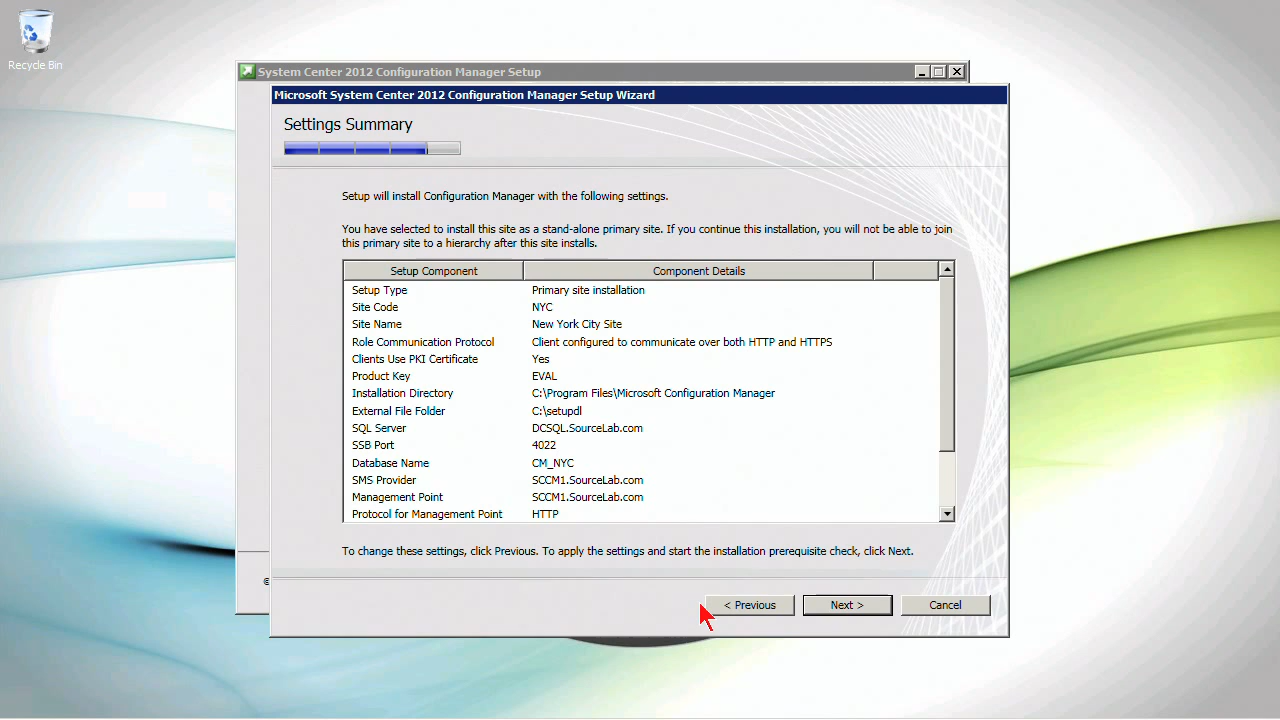 Recycle Bin
System Center 2012 Configuration Manager Setup
Microsoft System Center 2012 Configuration Manager Setup Wizard
Settings Summary
Setup will install Configuration Manager with the following settings.
You have selected to install this site as a stand-alone primary site. If you continue this installation, you will not be able to join
this primary site to a hierarchy after this site installs.
Setup Component Component Details
Setup Type Primary site installation
Site Code NYC
Site Name New York City Site
Role Communication Protocol Client configured to communicate over both HTTP and HTTPS
Clients Use PKI Certificate Yes
Product Key EVAL
Installation Directory C:\Program Files\Microsoft Configuration Manager
External File Folder C:\setupdl
SQL Server DCSQL.SourceLab.com
SSB Port 4022
Database Name CM_NYC
SMS Provider SCCM1.SourceLab.com
Management Point SCCM1.SourceLab.com
Protocol for Management Point HTTP
To change these settings, click Previous. To apply the settings and start the installation prerequisite check, click Next.
©
< Previous Next > Cancel